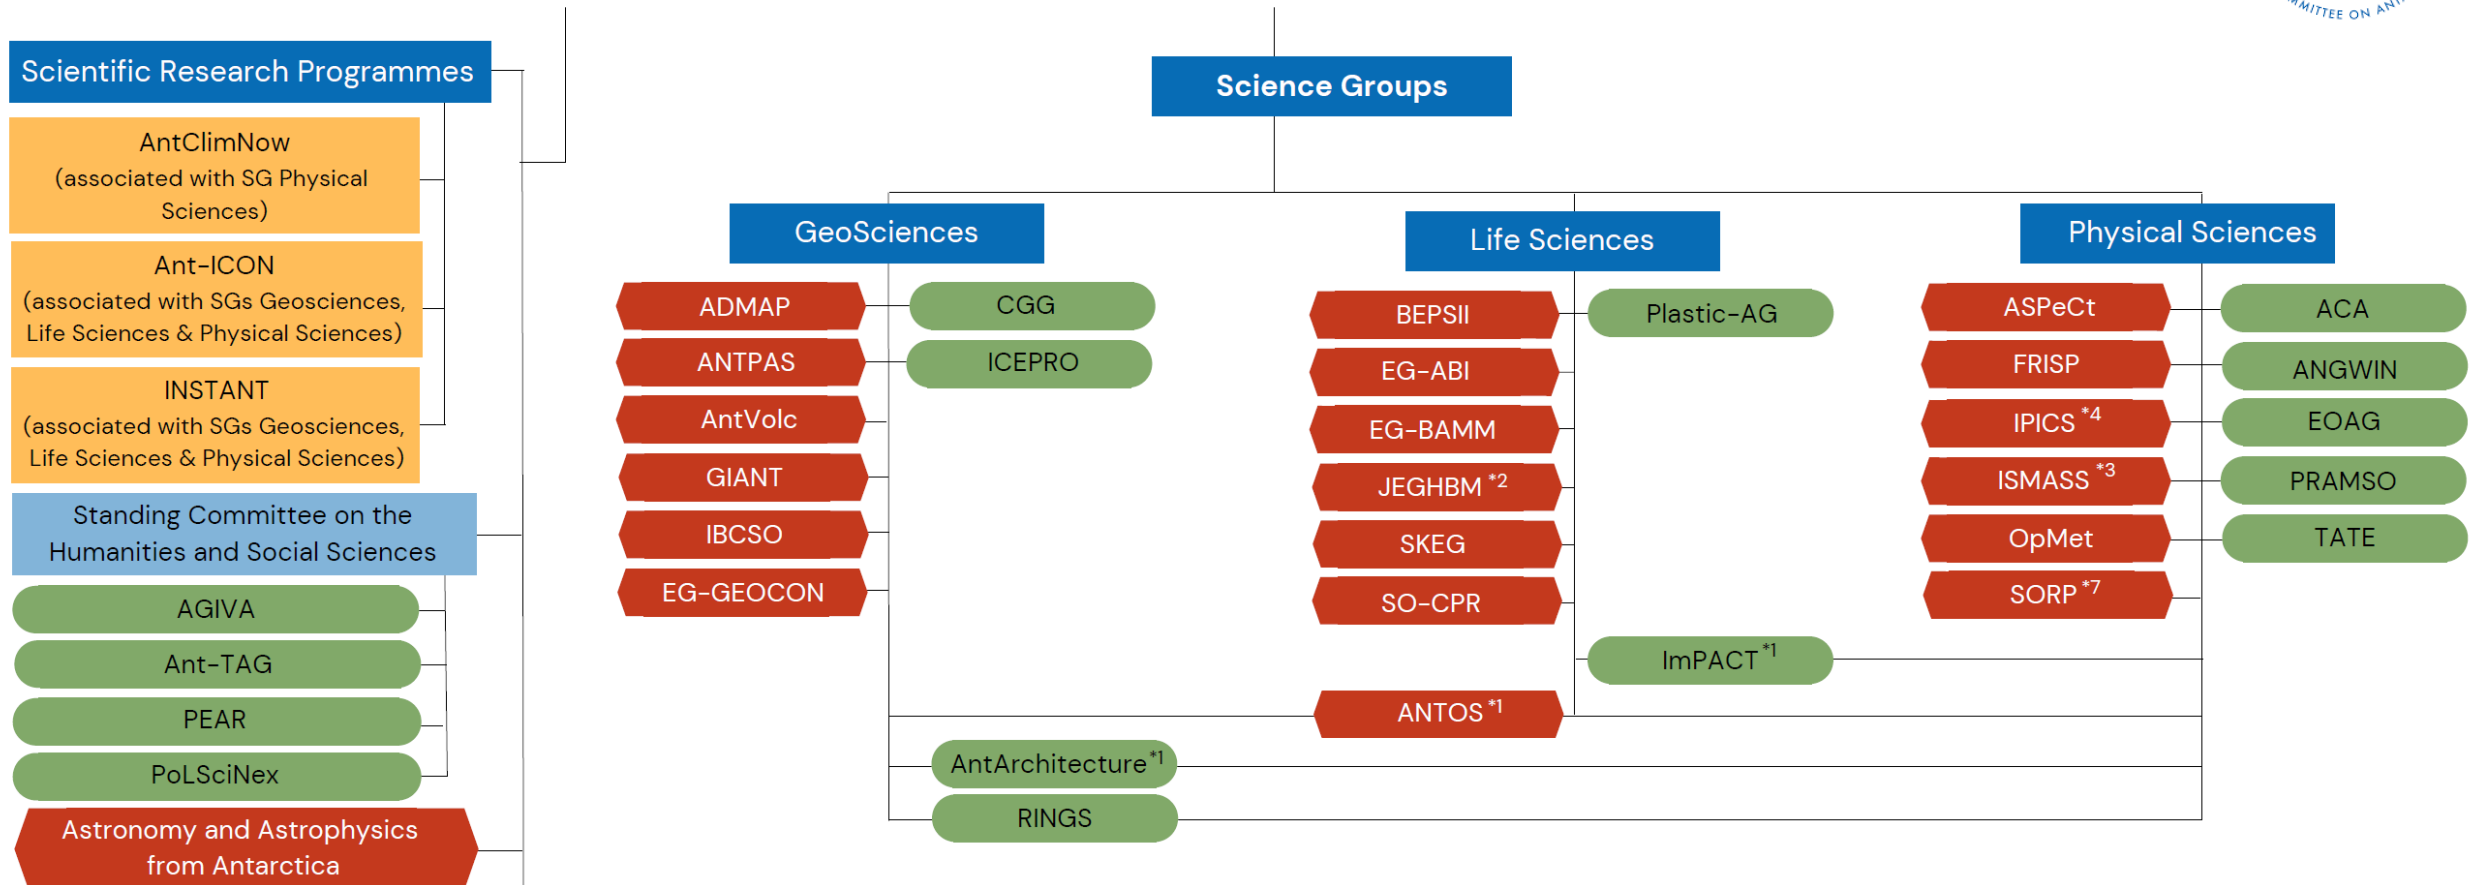 MMITTEE ON ANT
Scientific Research Programmes
AntClimNow
(associated with SG Physical
Sciences)
Ant-ICON
(associated with SGs Geosciences,
Life Sciences & Physical Sciences)
INSTANT
(associated with SGs Geosciences,
Life Sciences & Physical Sciences)
Standing Committee on the
Humanities and Social Sciences
AGIVA
Ant-TAG
PEAR
PoLSciNex
Astronomy and Astrophysics
from Antarctica
Science Groups
GeoSciences
ADMAP
CGG
ANTPAS
ICEPRO
AntVolc
GIANT
IBCSO
EG-GEOCON
Life Sciences
BEPSII
Plastic-AG
EG-ABI
EG-BAMM
JEGHBM *2
SKEG
SO-CPR
ImPACT *1
ANTOS *1
AntArchitecture *1
RINGS
Physical Sciences
ASPeCt
ACA
FRISP
ANGWIN
IPICS *4
EOAG
ISMASS *3
PRAMSO
OpMet
TATE
SORP *7